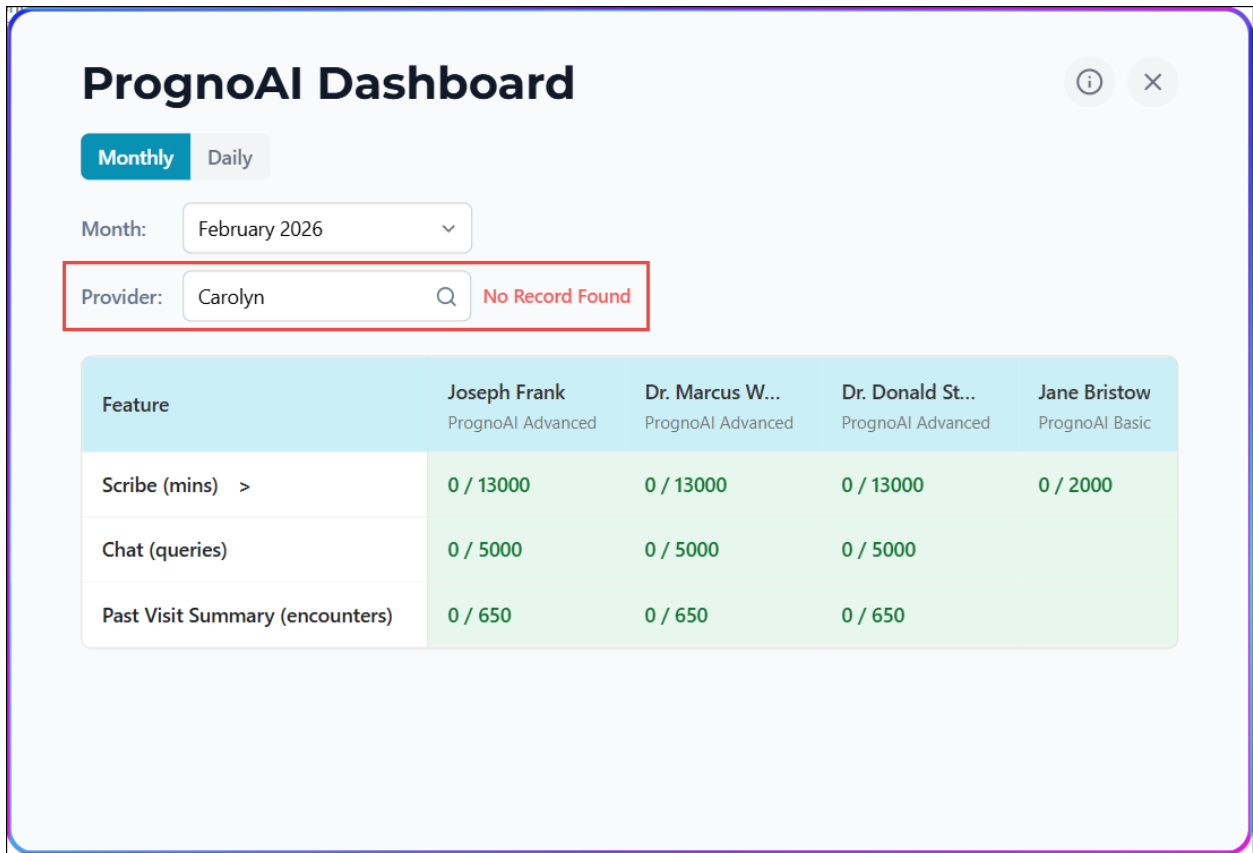 PrognoAI Dashboard
Monthly Daily
Month: February 2026
Provider: Carolyn No Record Found
Feature Joseph Frank Dr. Marcus W... Dr. Donald St... Jane Bristow
PrognoAI Advanced PrognoAI Advanced PrognoAI Advanced PrognoAI Basic
Scribe (mins) > 0 / 13000 0 / 13000 0 / 13000 0 / 2000
Chat (queries) 0 / 5000 0 / 5000 0 / 5000
Past Visit Summary (encounters) 0 / 650 0 / 650 0 / 650